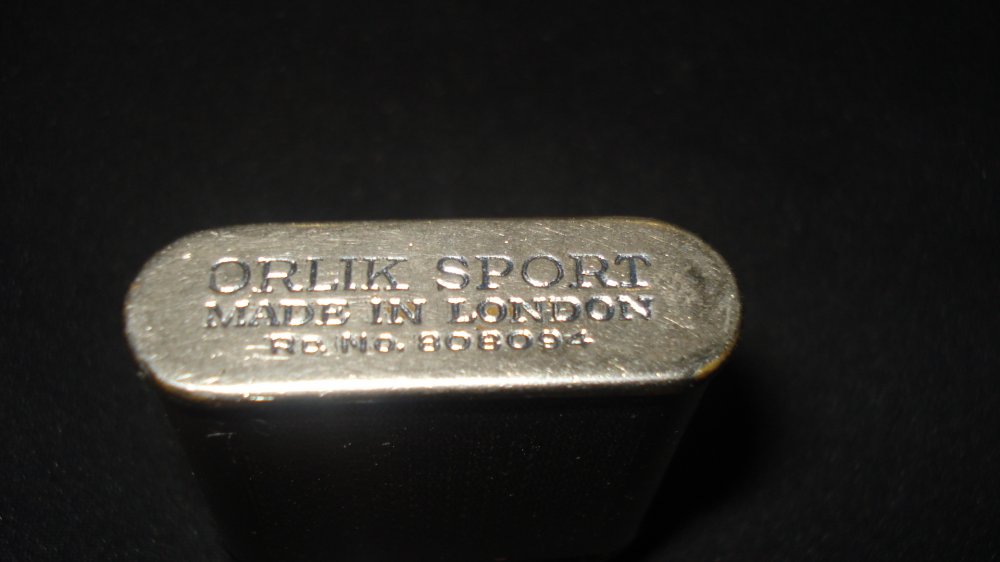 ORLIK SPORT
MADE IN LONDON
RD. NO. 808094